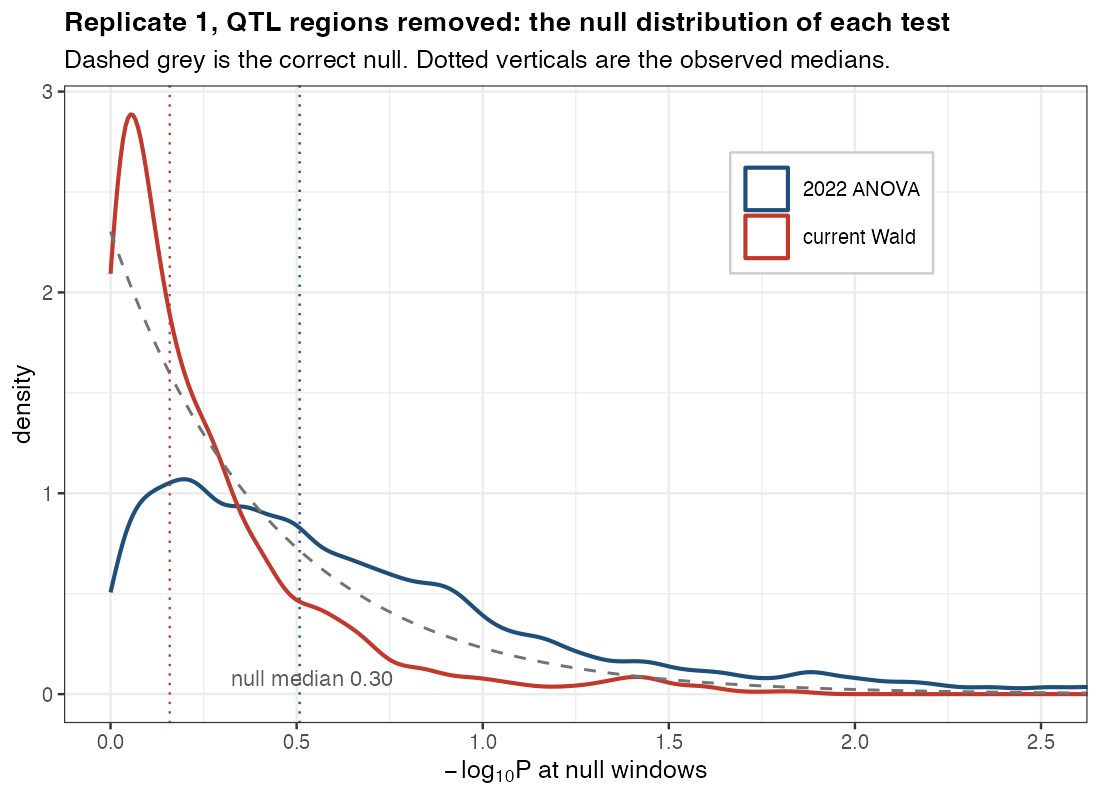 Replicate 1, QTL regions removed: the null distribution of each test
Dashed grey is the correct null. Dotted verticals are the observed medians.
3
2
1
0
density
2022 ANOVA
current Wald
null median 0.30
0.0 0.5 1.0 1.5 2.0 2.5
−log₁₀P at null windows